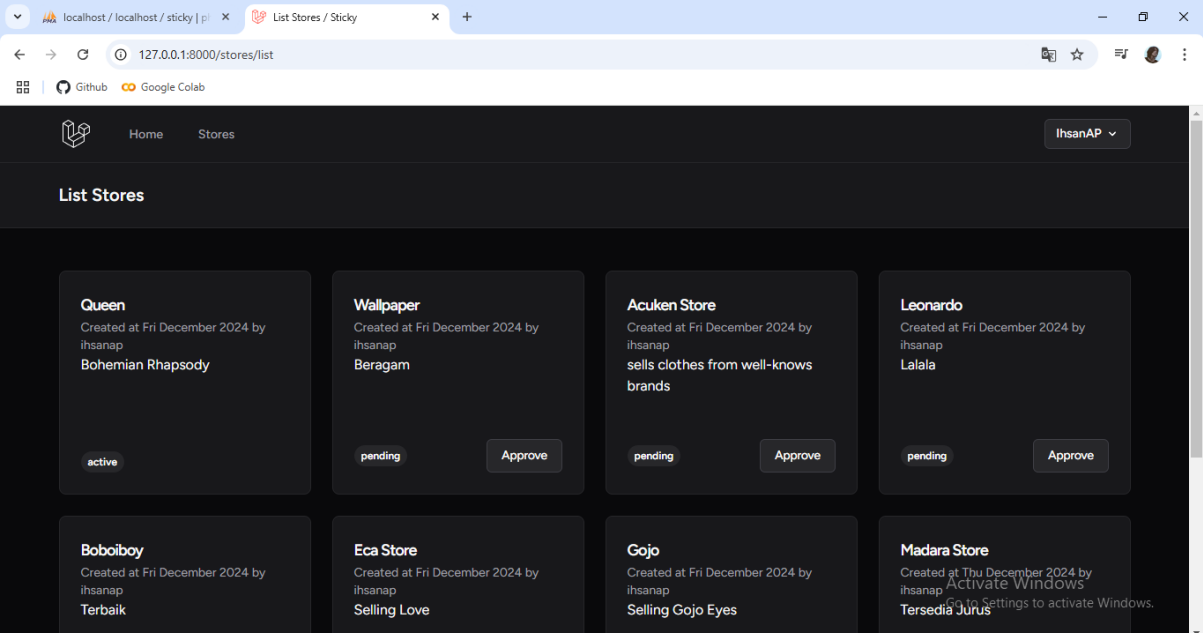 localhost / localhost / sticky | p
List Stores / Sticky
127.0.0.1:8000/stores/list
Github
Google Colab
Home
Stores
IhsanAP
List Stores
Queen
Created at Fri December 2024 by
ihsanap
Bohemian Rhapsody
active
Wallpaper
Created at Fri December 2024 by
ihsanap
Beragam
pending
Approve
Acuken Store
Created at Fri December 2024 by
ihsanap
sells clothes from well-knows
brands
pending
Approve
Leonardo
Created at Fri December 2024 by
ihsanap
Lalala
pending
Approve
Boboiboy
Created at Fri December 2024 by
ihsanap
Terbaik
Eca Store
Created at Fri December 2024 by
ihsanap
Selling Love
Gojo
Created at Fri December 2024 by
ihsanap
Selling Gojo Eyes
Madara Store
Created at Thu December 2024 by
ihsanap
Tersedia Jurus
Activate Windows
Go to Settings to activate Windows.